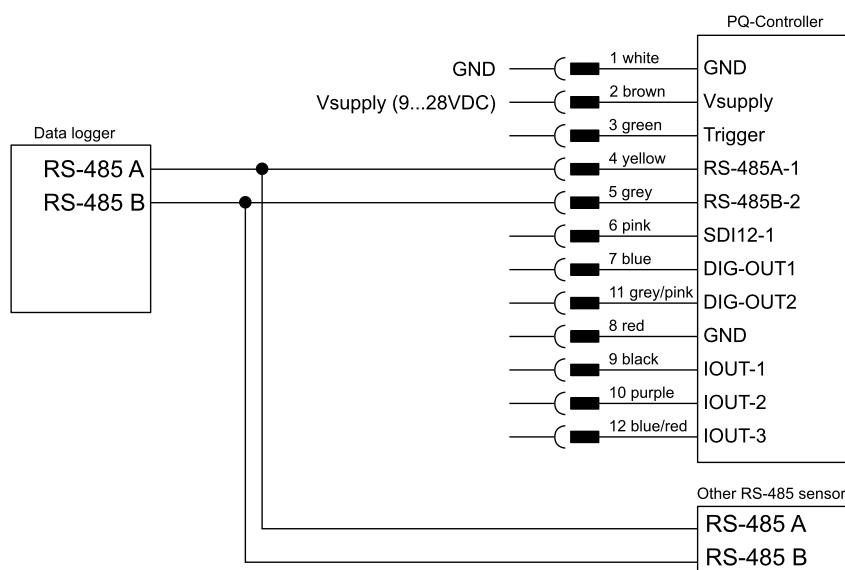 PQ-Controller
GND 1 white GND
Vsupply (9...28VDC) 2 brown Vsupply
3 green Trigger
Data logger
RS-485 A 4 yellow RS-485A-1
RS-485 B 5 grey RS-485B-2
6 pink SDI12-1
7 blue DIG-OUT1
11 grey/pink DIG-OUT2
8 red GND
9 black IOUT-1
10 purple IOUT-2
12 blue/red IOUT-3
Other RS-485 sensor
RS-485 A
RS-485 B